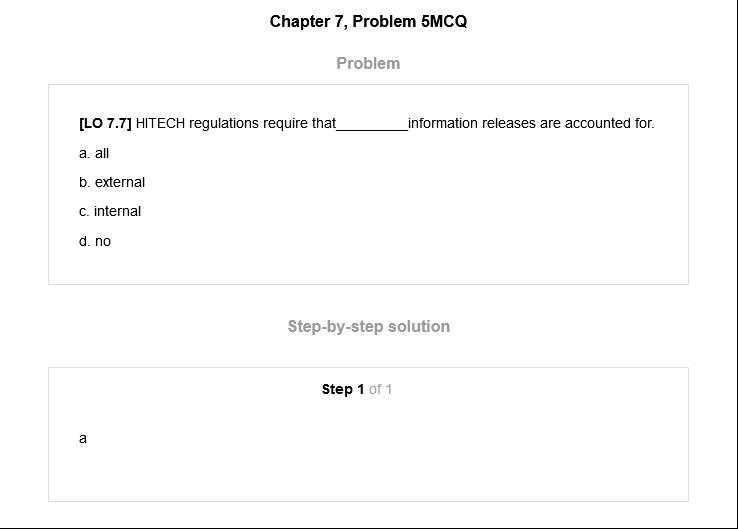 Chapter 7, Problem 5MCQ
Problem
[LO 7.7] HITECH regulations require that_________information releases are accounted for.
a. all
b. external
c. internal
d. no
Step-by-step solution
Step 1 of 1
a